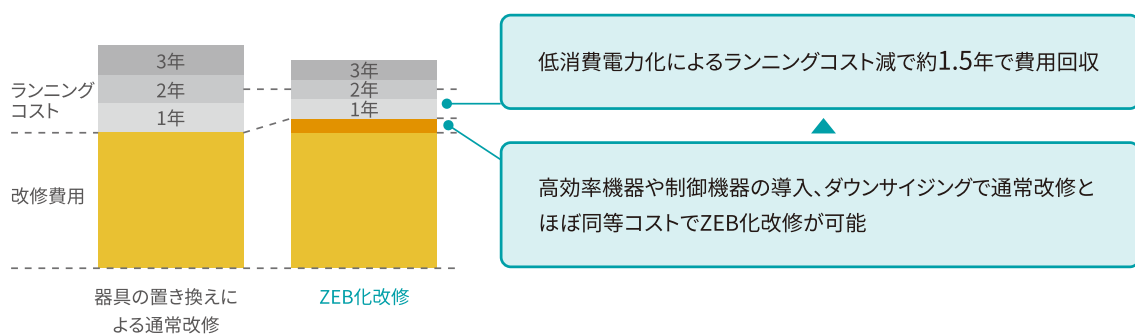 ランニング
コスト
改修費用
3年
2年
1年
器具の置き換えに
よる通常改修
3年
2年
1年
ZEB化改修
低消費電力化によるランニングコスト減で約1.5年で費用回収
高効率機器や制御機器の導入、ダウンサイジングで通常改修と
ほぼ同等コストでZEB化改修が可能